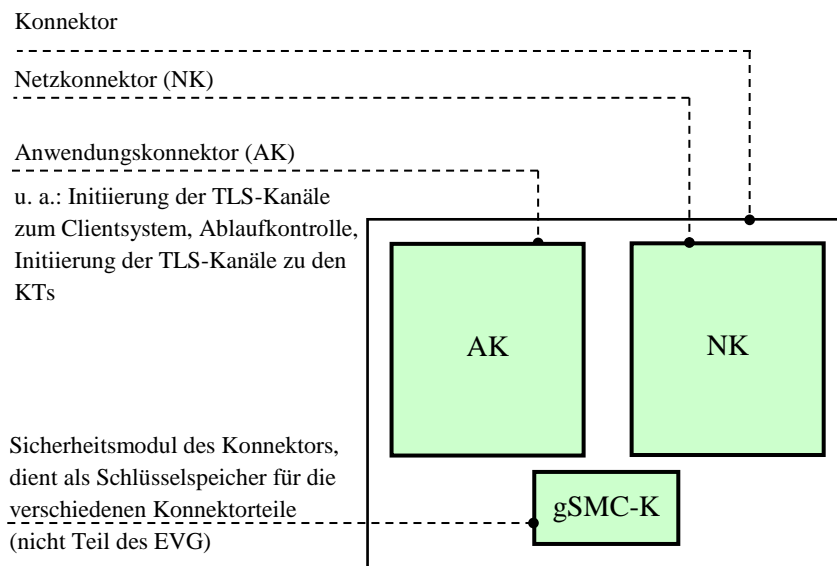 Konnektor
Netzkonnektor (NK)
Anwendungskonnektor (AK)
u. a.: Initiierung der TLS-Kanäle
zum Clientsystem, Ablaufkontrolle,
Initiierung der TLS-Kanäle zu den
KTs
AK
NK
Sicherheitsmodul des Konnektors,
dient als Schlüsselspeicher für die
verschiedenen Konnektorteile
(nicht Teil des EVG)
gSMC-K